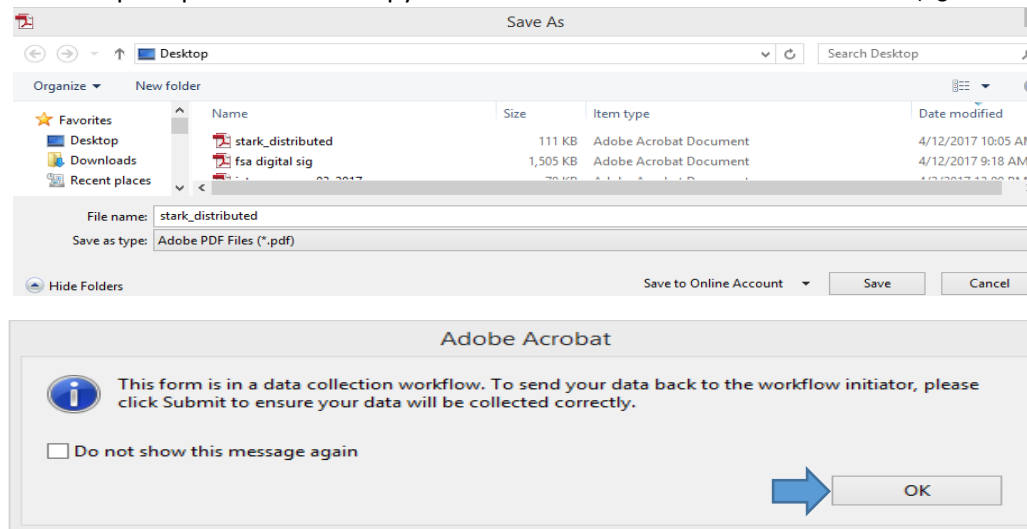 Save As
Desktop
Search Desktop
Organize
New folder
Name Size Item type Date modified
Favorites
Desktop
Downloads
Recent places
stark_distributed 111 KB Adobe Acrobat Document 4/12/2017 10:05 AM
fsa digital sig 1,505 KB Adobe Acrobat Document 4/12/2017 9:18 AM
File name: stark_distributed
Save as type: Adobe PDF Files (*.pdf)
Hide Folders
Save to Online Account
Save
Cancel
Adobe Acrobat
This form is in a data collection workflow. To send your data back to the workflow initiator, please
click Submit to ensure your data will be collected correctly.
Do not show this message again
OK